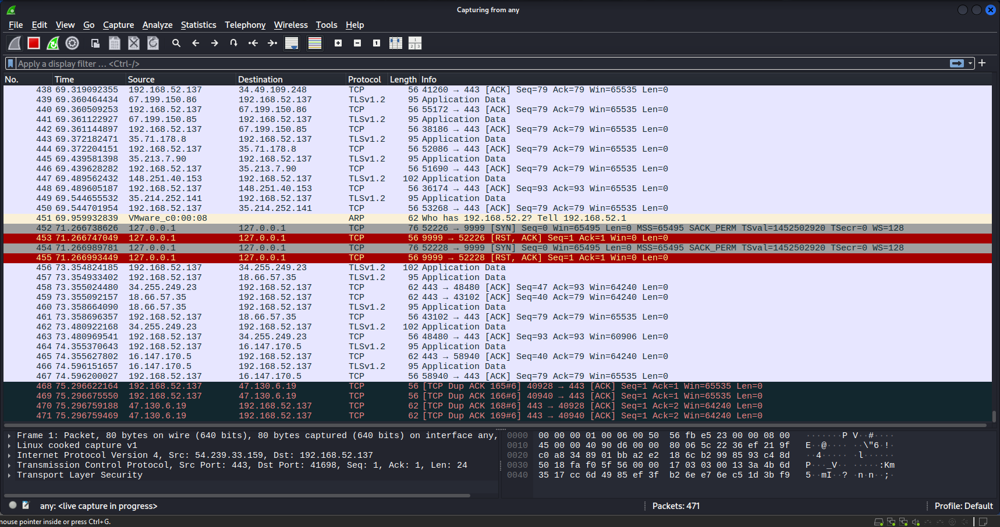 Capturing from any
File Edit View Go Capture Analyze Statistics Telephony Wireless Tools Help
Apply a display filter … <Ctrl-/>
No. Time Source Destination Protocol Length Info
438 69.319092355 192.168.52.137 34.49.109.248 TCP 56 41260 → 443 [ACK] Seq=79 Ack=79 Win=65535 Len=0
439 69.360464434 67.199.150.86 192.168.52.137 TLSv1.2 95 Application Data
440 69.360509253 192.168.52.137 67.199.150.86 TCP 56 55172 → 443 [ACK] Seq=79 Ack=79 Win=65535 Len=0
441 69.361122927 67.199.150.85 192.168.52.137 TLSv1.2 95 Application Data
442 69.361144897 192.168.52.137 67.199.150.85 TCP 56 38186 → 443 [ACK] Seq=79 Ack=79 Win=65535 Len=0
443 69.372182471 35.71.178.8 192.168.52.137 TLSv1.2 95 Application Data
444 69.372204151 192.168.52.137 35.71.178.8 TCP 56 52086 → 443 [ACK] Seq=79 Ack=79 Win=65535 Len=0
445 69.439581398 35.213.7.90 192.168.52.137 TLSv1.2 95 Application Data
446 69.439628282 192.168.52.137 35.213.7.90 TCP 56 51690 → 443 [ACK] Seq=79 Ack=79 Win=65535 Len=0
447 69.489562432 148.251.40.153 192.168.52.137 TLSv1.2 102 Application Data
448 69.489605187 192.168.52.137 148.251.40.153 TCP 56 36174 → 443 [ACK] Seq=93 Ack=93 Win=65535 Len=0
449 69.544655532 35.214.252.141 192.168.52.137 TLSv1.2 95 Application Data
450 69.544701954 192.168.52.137 35.214.252.141 TCP 56 53268 → 443 [ACK] Seq=79 Ack=79 Win=65535 Len=0
451 69.959932839 VMware_c0:00:08 ARP 62 Who has 192.168.52.2? Tell 192.168.52.1
452 71.266738626 127.0.0.1 127.0.0.1 TCP 76 52226 → 9999 [SYN] Seq=0 Win=65495 Len=0 MSS=65495 SACK_PERM TSval=1452502920 TSecr=0 WS=128
453 71.266747049 127.0.0.1 127.0.0.1 TCP 56 9999 → 52226 [RST, ACK] Seq=1 Ack=1 Win=0 Len=0
454 71.266989781 127.0.0.1 127.0.0.1 TCP 76 52228 → 9999 [SYN] Seq=0 Win=65495 Len=0 MSS=65495 SACK_PERM TSval=1452502920 TSecr=0 WS=128
455 71.266993449 127.0.0.1 127.0.0.1 TCP 56 9999 → 52228 [RST, ACK] Seq=1 Ack=1 Win=0 Len=0
456 73.354824185 192.168.52.137 34.255.249.23 TLSv1.2 102 Application Data
457 73.354933402 192.168.52.137 18.66.57.35 TLSv1.2 95 Application Data
458 73.355024480 34.255.249.23 192.168.52.137 TCP 62 443 → 48480 [ACK] Seq=47 Ack=93 Win=64240 Len=0
459 73.355092157 18.66.57.35 192.168.52.137 TCP 62 443 → 43102 [ACK] Seq=40 Ack=79 Win=64240 Len=0
460 73.358664090 18.66.57.35 192.168.52.137 TLSv1.2 95 Application Data
461 73.358696357 192.168.52.137 18.66.57.35 TCP 56 43102 → 443 [ACK] Seq=79 Ack=79 Win=65535 Len=0
462 73.480922168 34.255.249.23 192.168.52.137 TLSv1.2 102 Application Data
463 73.480969541 192.168.52.137 34.255.249.23 TCP 56 48480 → 443 [ACK] Seq=93 Ack=93 Win=60906 Len=0
464 74.355370643 192.168.52.137 16.147.170.5 TLSv1.2 95 Application Data
465 74.355627802 16.147.170.5 192.168.52.137 TCP 62 443 → 58940 [ACK] Seq=40 Ack=79 Win=64240 Len=0
466 74.596151657 16.147.170.5 192.168.52.137 TLSv1.2 95 Application Data
467 74.596200027 192.168.52.137 16.147.170.5 TCP 56 58940 → 443 [ACK] Seq=79 Ack=79 Win=65535 Len=0
468 75.296622164 192.168.52.137 47.130.6.19 TCP 56 [TCP Dup ACK 165#6] 40928 → 443 [ACK] Seq=1 Ack=1 Win=65535 Len=0
469 75.296675550 192.168.52.137 47.130.6.19 TCP 56 [TCP Dup ACK 166#6] 40940 → 443 [ACK] Seq=1 Ack=1 Win=65535 Len=0
470 75.296759188 47.130.6.19 192.168.52.137 TCP 62 [TCP Dup ACK 168#6] 443 → 40928 [ACK] Seq=1 Ack=2 Win=64240 Len=0
471 75.296759469 47.130.6.19 192.168.52.137 TCP 62 [TCP Dup ACK 169#6] 443 → 40940 [ACK] Seq=1 Ack=2 Win=64240 Len=0
Frame 1: Packet, 80 bytes on wire (640 bits), 80 bytes captured (640 bits) on interface any,
Linux cooked capture v1
Internet Protocol Version 4, Src: 54.239.33.159, Dst: 192.168.52.137
Transmission Control Protocol, Src Port: 443, Dst Port: 41698, Seq: 1, Ack: 1, Len: 24
Transport Layer Security
0000 00 00 00 01 00 06 00 50 56 fb e5 23 00 00 08 00 ·······P V··#····
0010 45 00 00 40 90 d6 00 00 80 06 5c 22 36 ef 21 9f E··@···· ··\"6·!·
0020 c0 a8 34 89 01 bb a2 e2 18 6c b2 99 85 93 c4 8d ··4····· ·l······
0030 50 18 fa f0 5f 56 00 00 17 03 03 00 13 3a 4b 6d P···_V·· ·····:Km
0040 35 17 cc 6d 49 85 ef 3f b2 6e e7 6e c5 1d 3b f9 5··mI··? ·n·n··;·
any: <live capture in progress>
Packets: 471
Profile: Default
mouse pointer inside or press Ctrl+G.